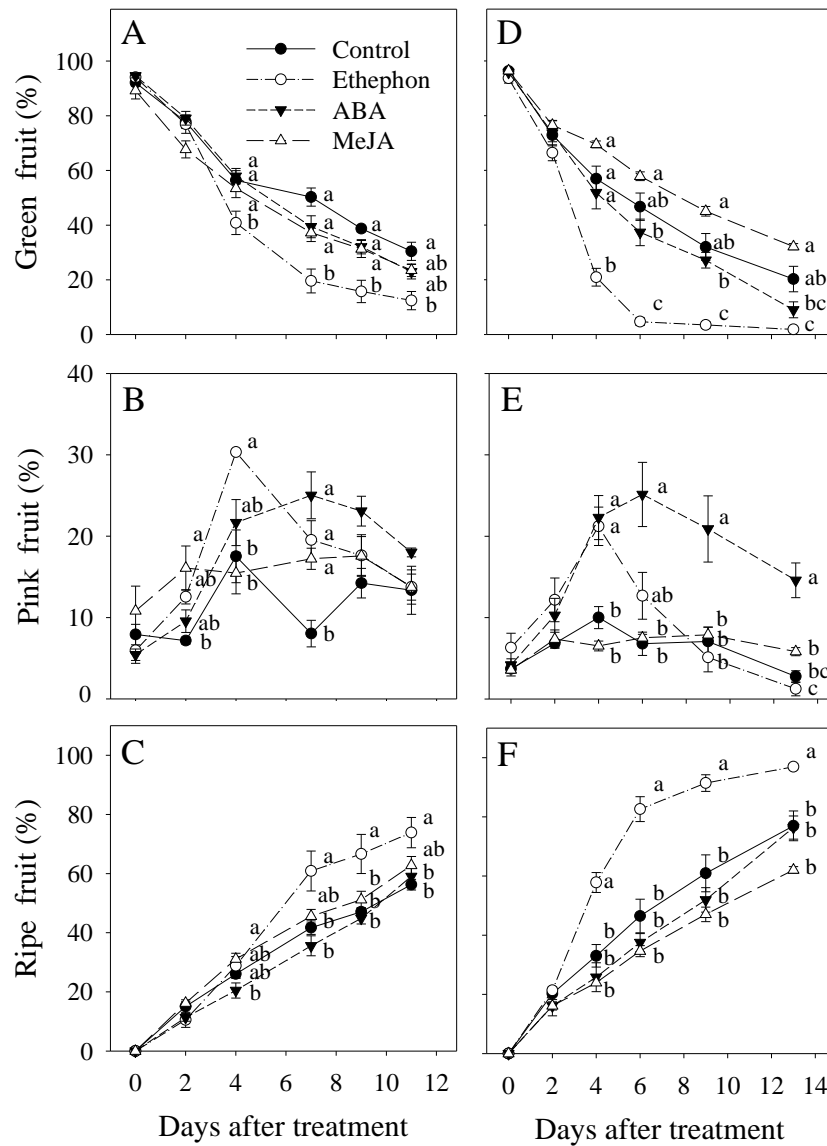 A
Control
Ethephon
ABA
MeJA
Green fruit (%)
100
80
60
40
20
0
a
a
a
b
a
a
a
b
a
a
a
b
a
ab
ab
b
D
a
a
b
a
ab
b
c
a
ab
b
c
a
ab
bc
c
B
Pink fruit (%)
40
30
20
10
0
a
ab
b
a
ab
b
a
a
a
b
E
a
a
b
b
a
ab
b
b
a
b
b
b
a
b
bc
c
C
Ripe fruit (%)
100
80
60
40
20
0
a
ab
ab
b
a
ab
b
b
a
b
b
b
a
ab
b
b
0 2 4 6 8 10 12
Days after treatment
F
a
b
b
b
a
b
b
b
a
b
b
b
a
b
b
b
0 2 4 6 8 10 12 14
Days after treatment